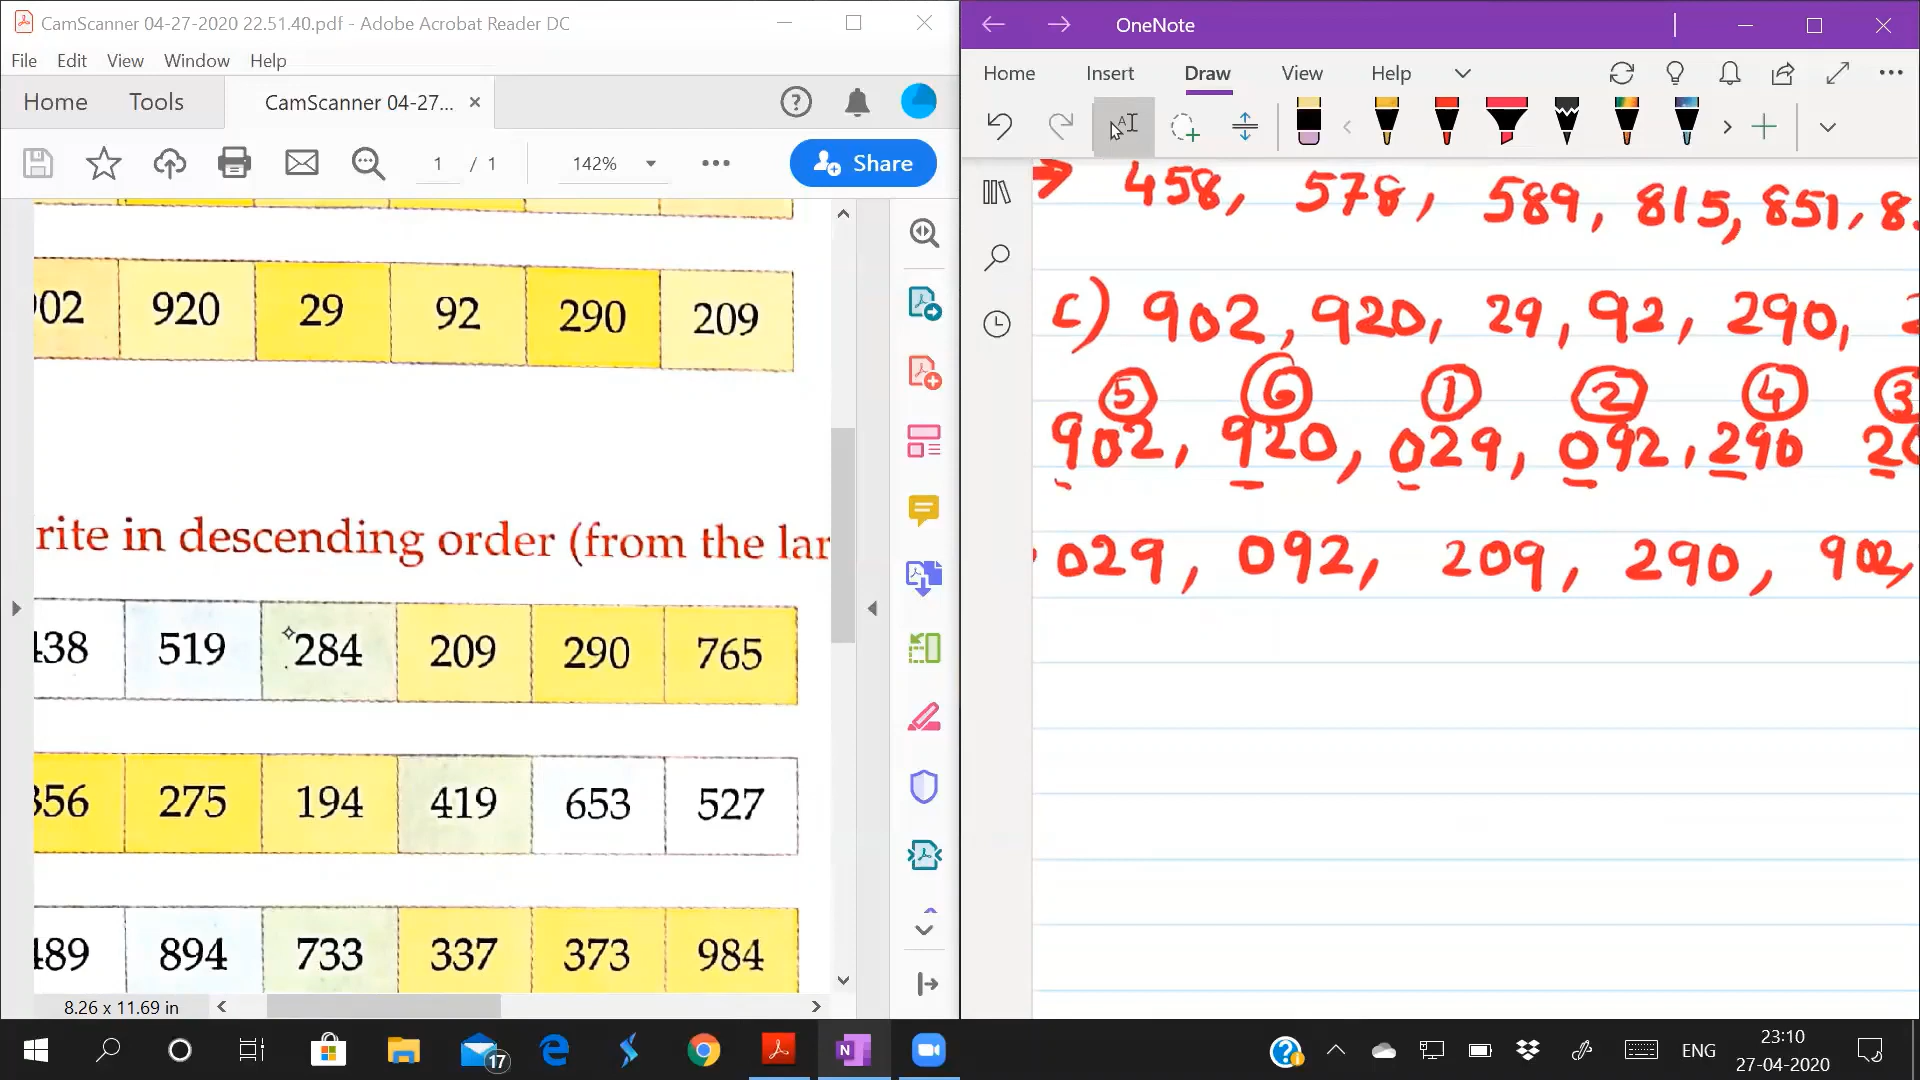 CamScanner 04-27-2020 22.51.40.pdf - Adobe Acrobat Reader DC
File Edit View Window Help
Home Tools CamScanner 04-27... ×
1 / 1 142% Share
02 920 29 92 290 209
rite in descending order (from the lar
438 519 284 209 290 765
356 275 194 419 653 527
489 894 733 337 373 984
8.26 x 11.69 in
OneNote
Home Insert Draw View Help
458, 578, 589, 815, 851, 8
c) 902, 920, 29, 92, 290,
5 6 1 2 4 3
902, 920, 029, 092, 290 20
029, 092, 209, 290, 902,
17
ENG
23:10
27-04-2020